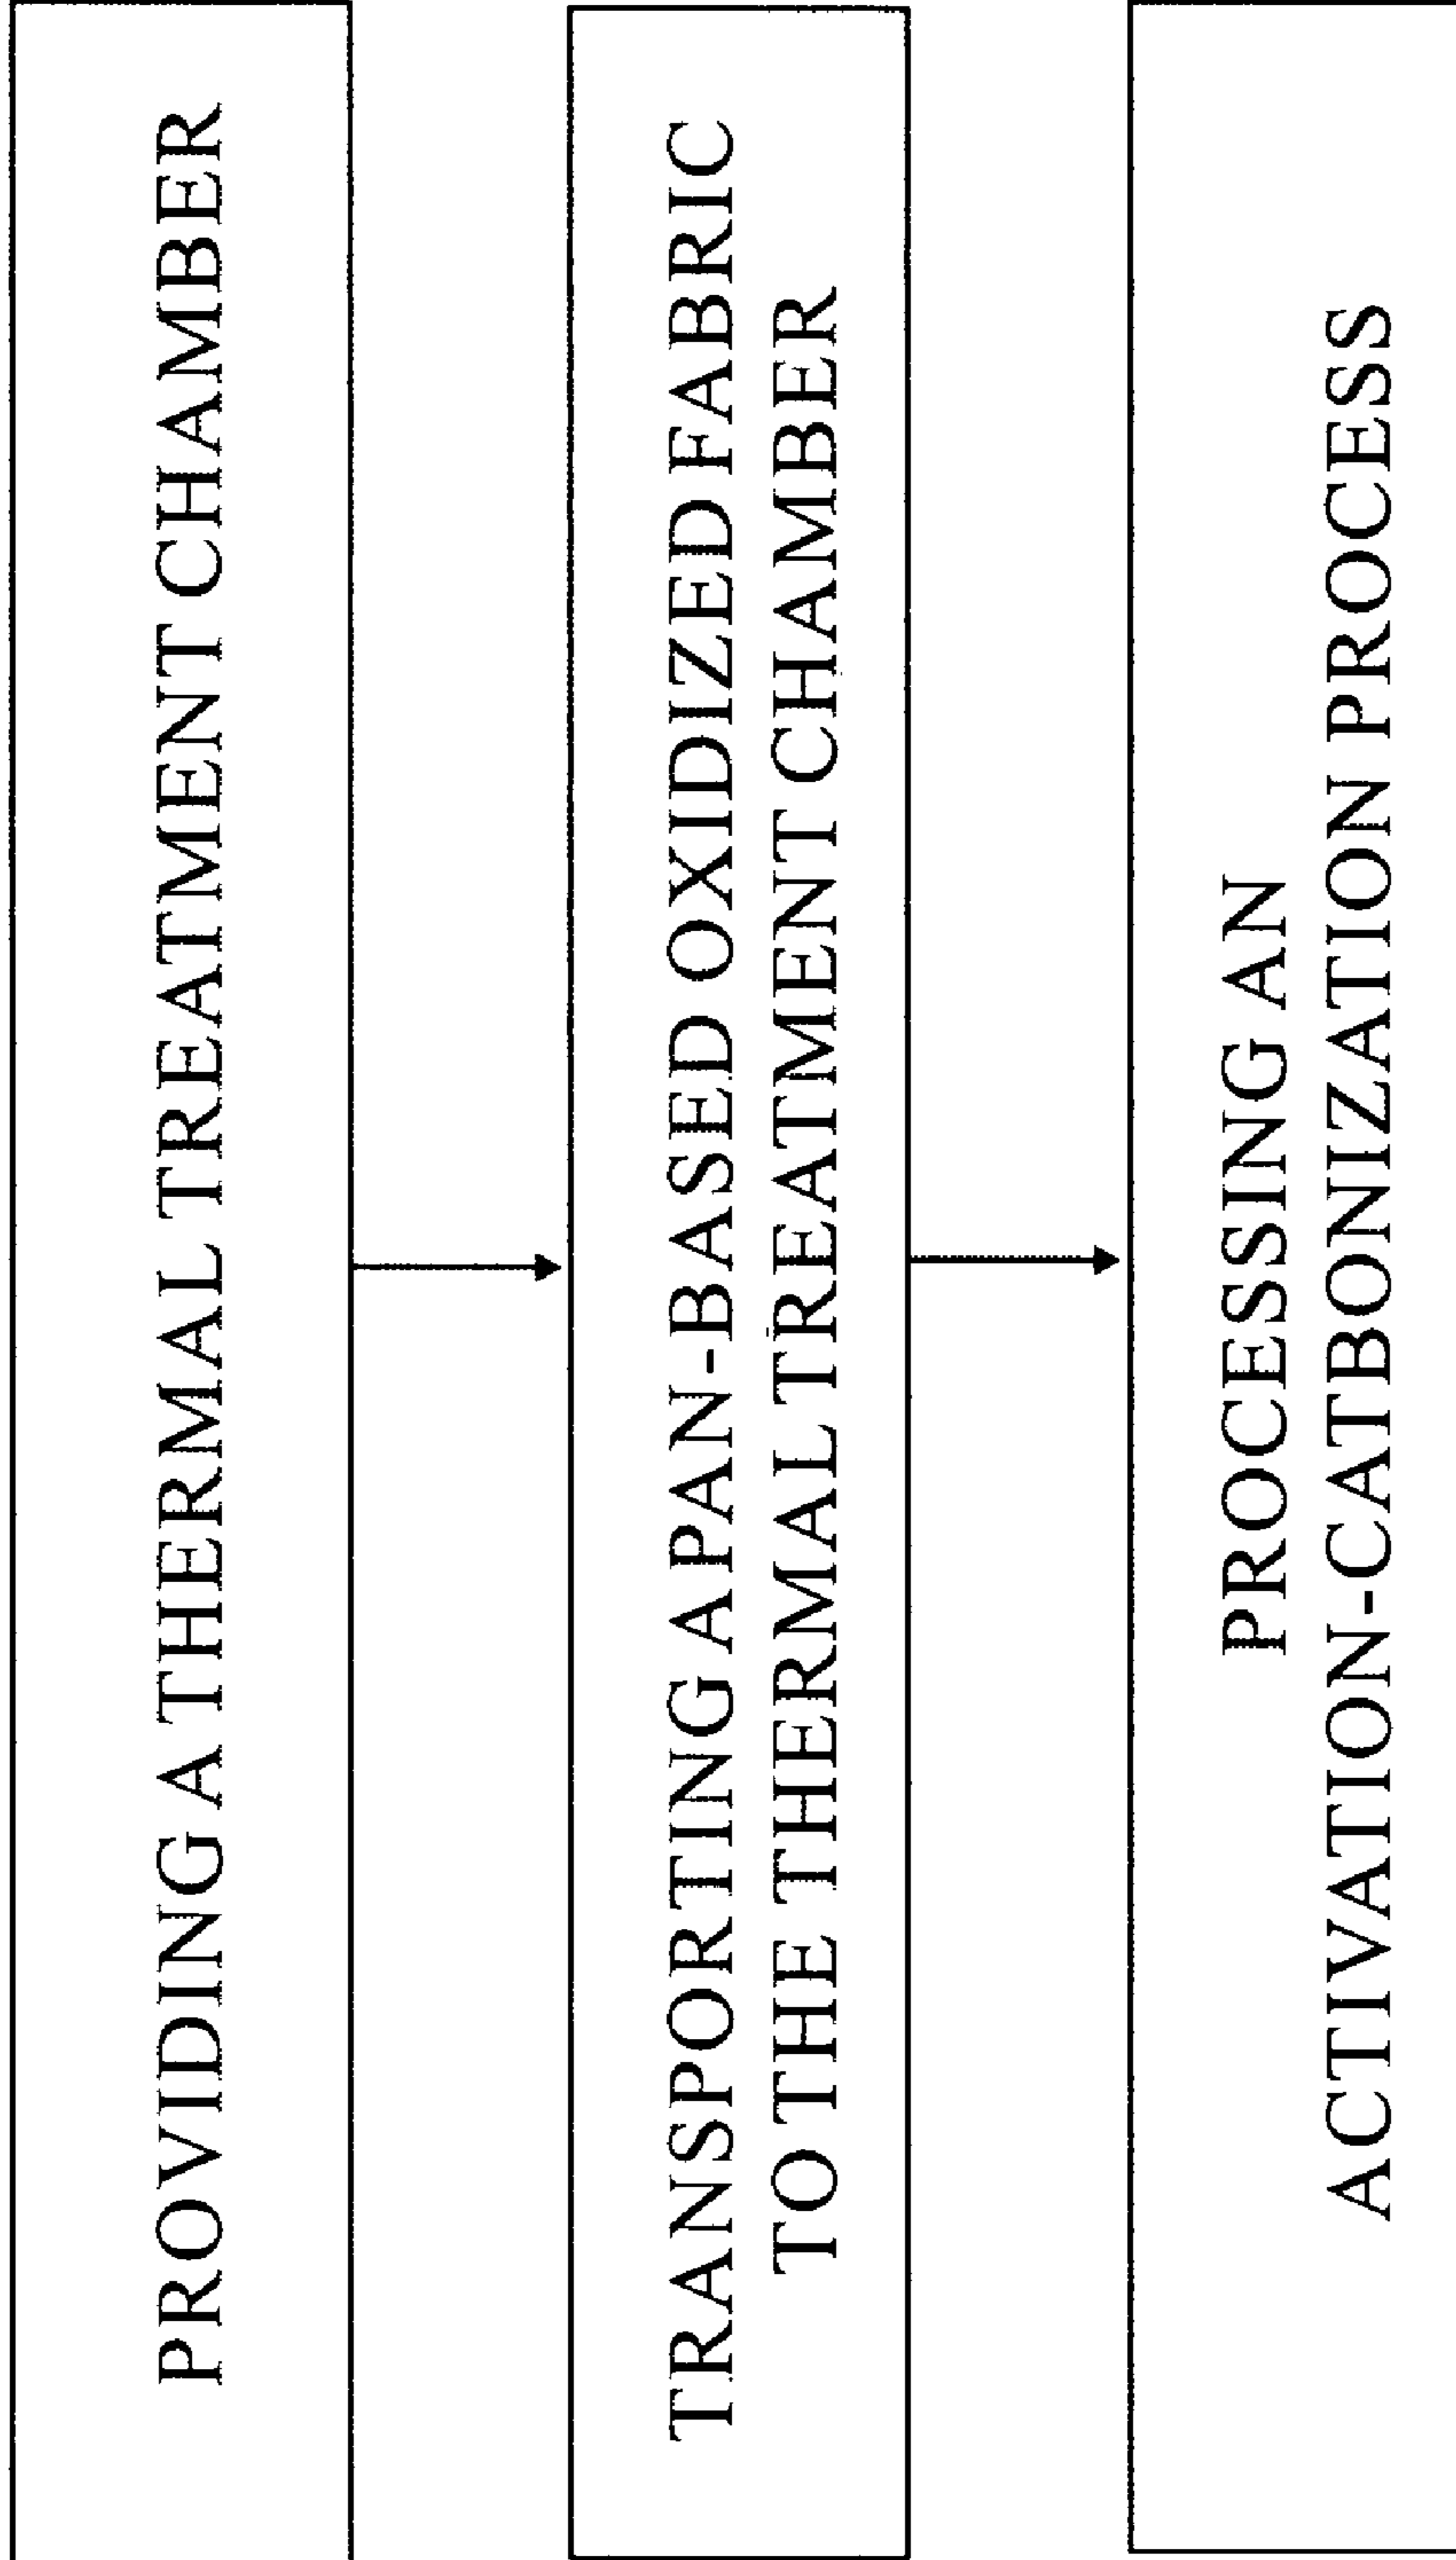 PROVIDING A THERMAL TREATMENT CHAMBER
TRANSPORTING A PAN-BASED OXIDIZED FABRIC
TO THE THERMAL TREATMENT CHAMBER
PROCESSING AN
ACTIVATION-CATBONIZATION PROCESS